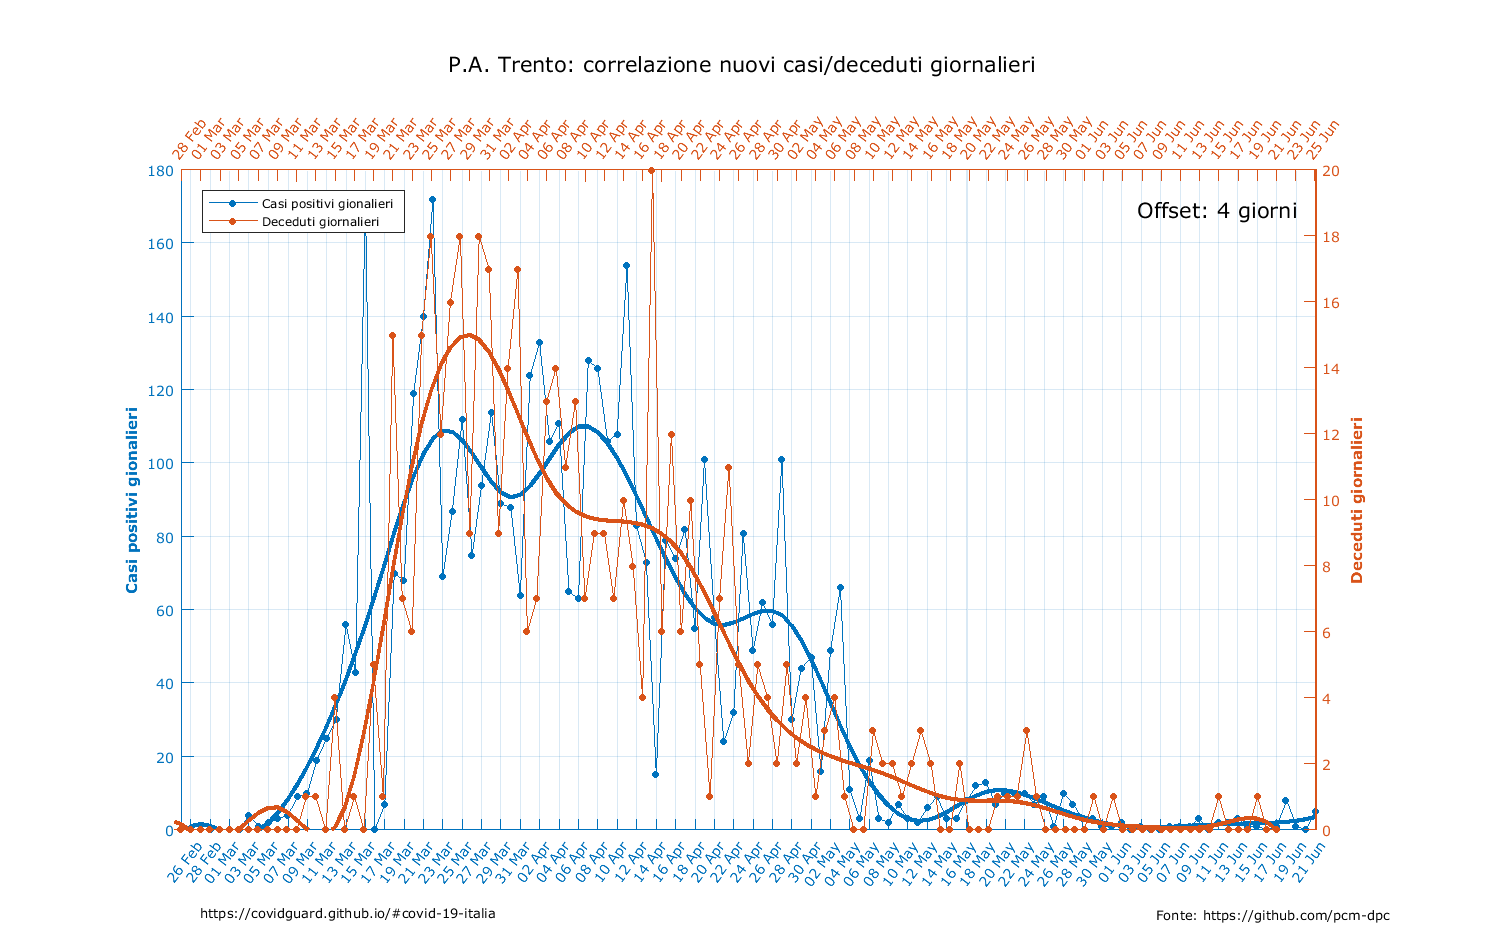 P.A. Trento: correlazione nuovi casi/deceduti giornalieri
28 Feb 01 Mar 03 Mar 05 Mar 07 Mar 09 Mar 11 Mar 13 Mar 15 Mar 17 Mar 19 Mar 21 Mar 23 Mar 25 Mar 27 Mar 29 Mar 31 Mar 02 Apr 04 Apr 06 Apr 08 Apr 10 Apr 12 Apr 14 Apr 16 Apr 18 Apr 20 Apr 22 Apr 24 Apr 26 Apr 28 Apr 30 Apr 02 May 04 May 06 May 08 May 10 May 12 May 14 May 16 May 18 May 20 May 22 May 24 May 26 May 28 May 30 May 01 Jun 03 Jun 05 Jun 07 Jun 09 Jun 11 Jun 13 Jun 15 Jun 17 Jun 19 Jun 21 Jun 23 Jun 25 Jun
180 20
Casi positivi gionalieri
Deceduti giornalieri
Offset: 4 giorni
18
160
16
140
14
120
12
100
10
80
8
60
6
40
4
20 2
0 0
Casi positivi gionalieri
Deceduti giornalieri
26 Feb 28 Feb 01 Mar 03 Mar 05 Mar 07 Mar 09 Mar 11 Mar 13 Mar 15 Mar 17 Mar 19 Mar 21 Mar 23 Mar 25 Mar 27 Mar 29 Mar 31 Mar 02 Apr 04 Apr 06 Apr 08 Apr 10 Apr 12 Apr 14 Apr 16 Apr 18 Apr 20 Apr 22 Apr 24 Apr 26 Apr 28 Apr 30 Apr 02 May 04 May 06 May 08 May 10 May 12 May 14 May 16 May 18 May 20 May 22 May 24 May 26 May 28 May 30 May 01 Jun 03 Jun 05 Jun 07 Jun 09 Jun 11 Jun 13 Jun 15 Jun 17 Jun 19 Jun 21 Jun
https://covidguard.github.io/#covid-19-italia
Fonte: https://github.com/pcm-dpc